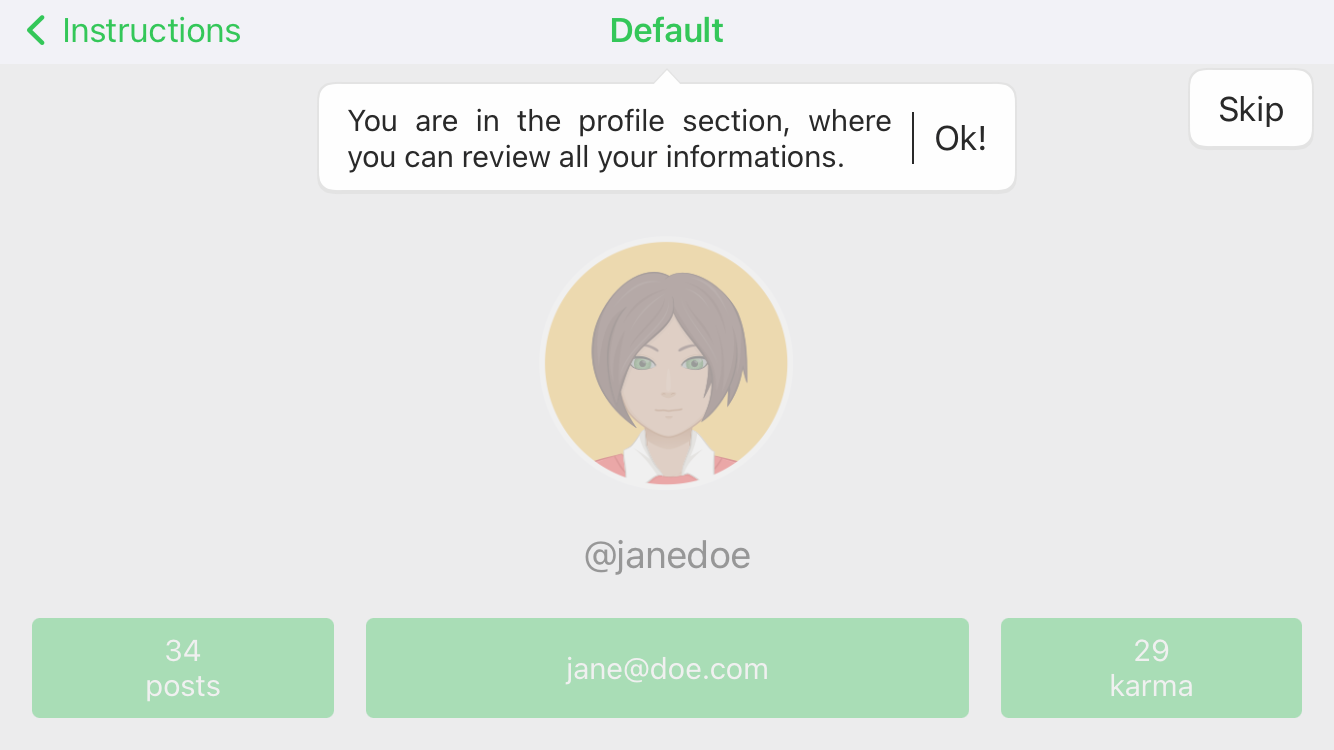 Instructions
Default
Skip
You are in the profile section, where
you can review all your informations.
Ok!
@janedoe
34
posts
jane@doe.com
29
karma